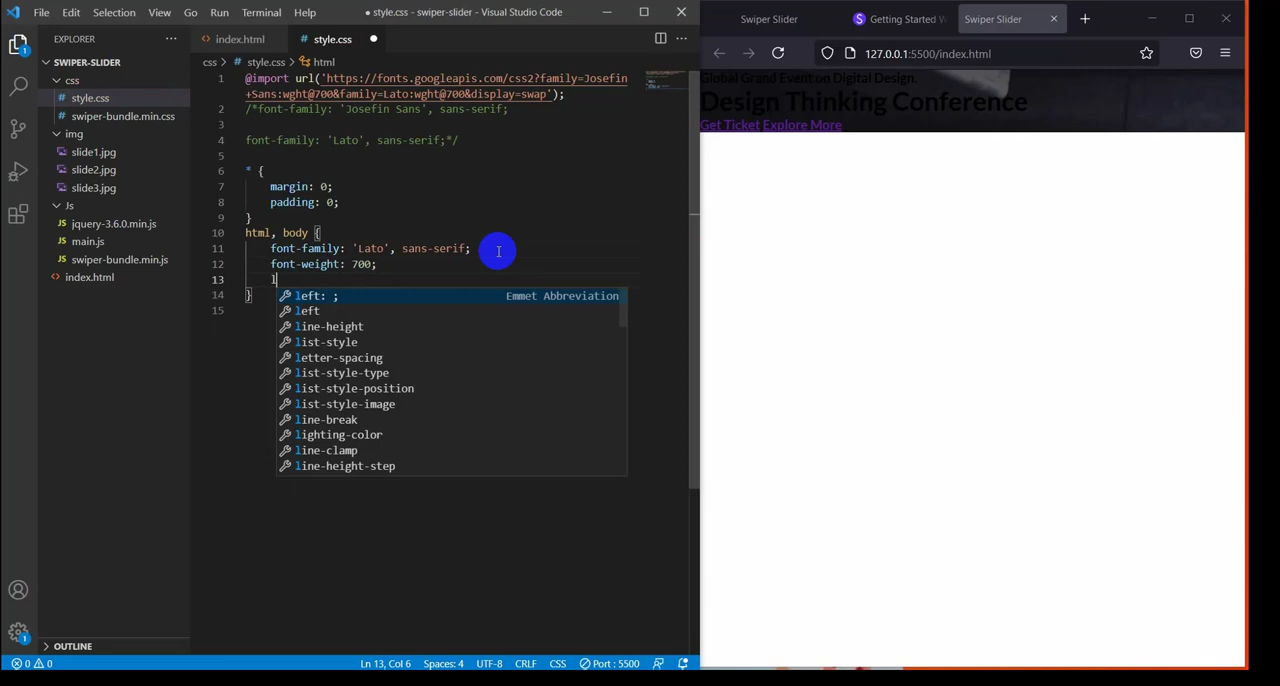 File Edit Selection View Go Run Terminal Help
● style.css - swiper-slider - Visual Studio Code
EXPLORER
SWIPER-SLIDER
css
style.css
swiper-bundle.min.css
img
slide1.jpg
slide2.jpg
slide3.jpg
Js
jquery-3.6.0.min.js
main.js
swiper-bundle.min.js
index.html
OUTLINE
index.html
style.css
css > style.css > html
1 @import url('https://fonts.googleapis.com/css2?family=Josefin
+Sans:wght@700&family=Lato:wght@700&display=swap');
2 /*font-family: 'Josefin Sans', sans-serif;
3
4 font-family: 'Lato', sans-serif;*/
5
6 * {
7 margin: 0;
8 padding: 0;
9 }
10 html, body {
11 font-family: 'Lato', sans-serif;
12 font-weight: 700;
13 l
14 }
15
left: ; Emmet Abbreviation
left
line-height
list-style
letter-spacing
list-style-type
list-style-position
list-style-image
line-break
lighting-color
line-clamp
line-height-step
0 0
Ln 13, Col 6 Spaces: 4 UTF-8 CRLF CSS Port : 5500
Swiper Slider
Getting Started W
Swiper Slider
127.0.0.1:5500/index.html
Global Grand Event on Digital Design.
Design Thinking Conference
Get Ticket Explore More